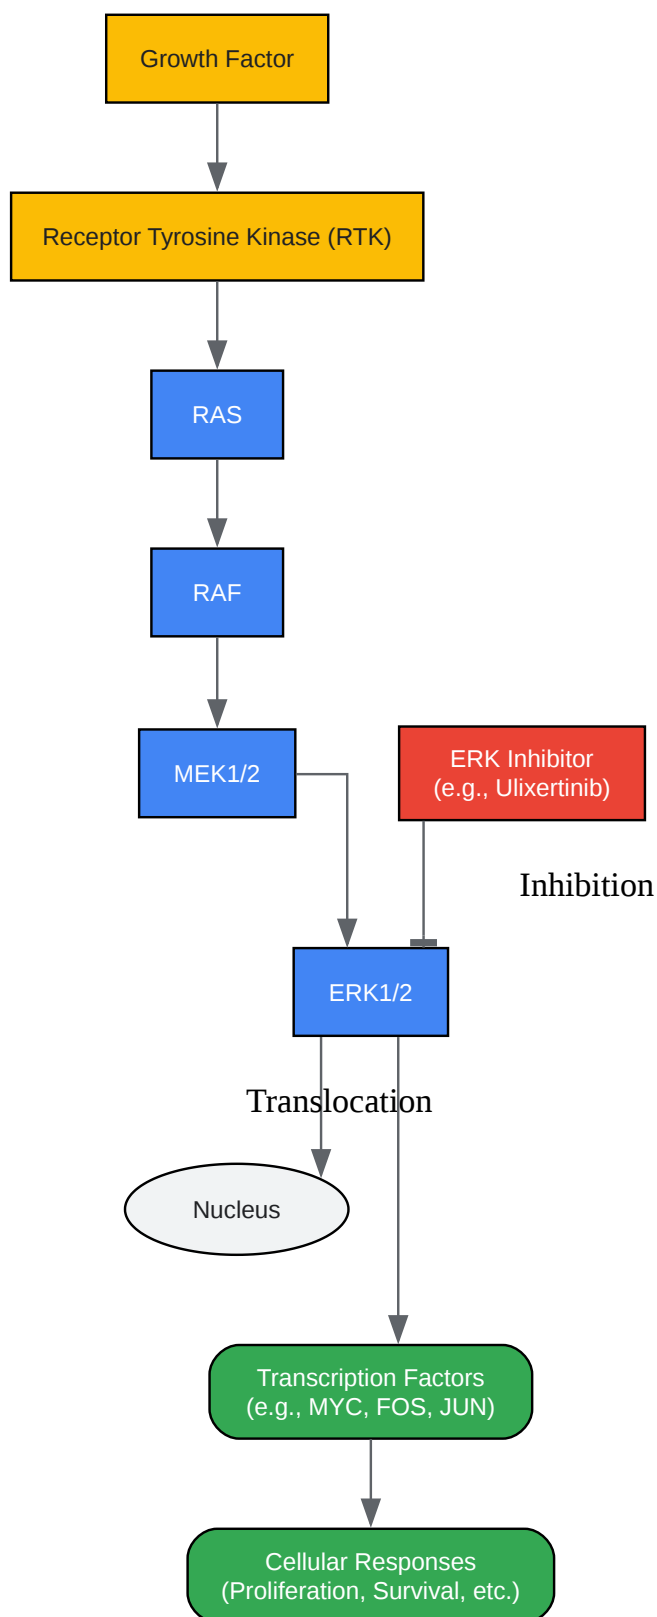 Growth Factor
Receptor Tyrosine Kinase (RTK)
RAS
RAF
MEK1/2
ERK Inhibitor
(e.g., Ulixertinib)
Inhibition
ERK1/2
Translocation
Nucleus
Transcription Factors
(e.g., MYC, FOS, JUN)
Cellular Responses
(Proliferation, Survival, etc.)